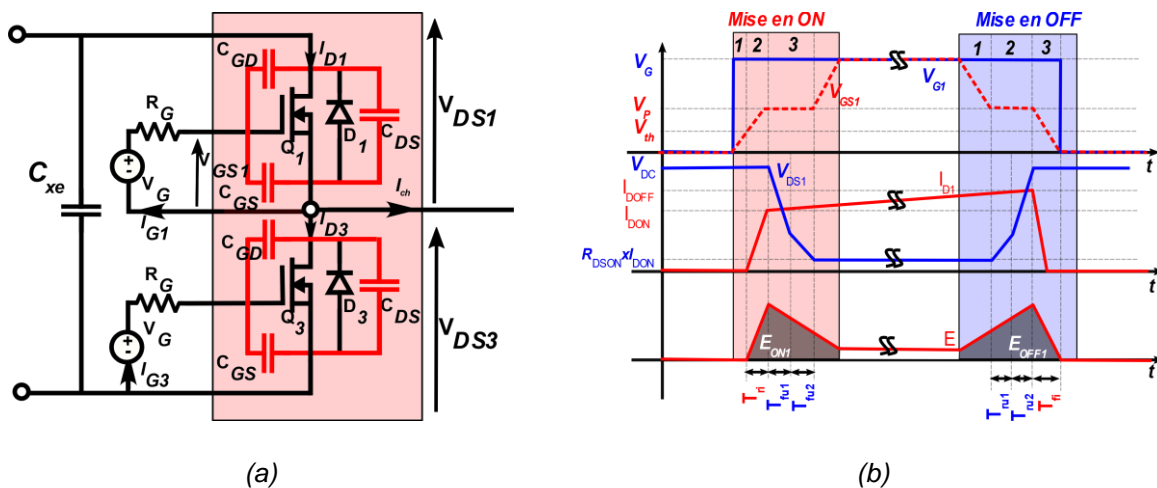 C_xe
R_G
V_G
I_G1
V_GS1
C_GD
I_D1
Q_1
D_1
C_DS
C_GS
V_DS1
I_ch
I_D3
C_GD
R_G
V_G
I_G3
Q_3
D_3
C_DS
C_GS
V_DS3
(a)
Mise en ON
Mise en OFF
1 2 3
1 2 3
V_G
V_P
V_th
V_GS1
V_G1
t
V_DC
I_DOFF
I_DON
R_DSON x I_DON
V_DS1
I_D1
t
E_ON1
E
E_OFF1
t
T_ri
T_fu1
T_fu2
T_ru1
T_ru2
T_fi
(b)